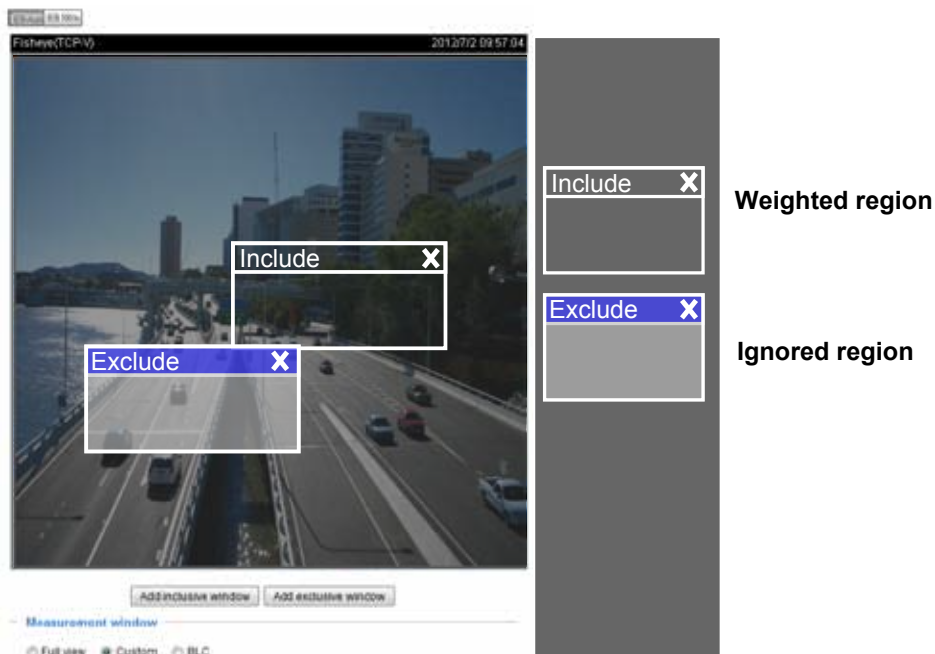 Fisheye(TCP-V) 2012/7/2 09:57:04
Include
Exclude
Include
Weighted region
Exclude
Ignored region
Add inclusive window Add exclusive window
Measurement window
Full view Custom BLC